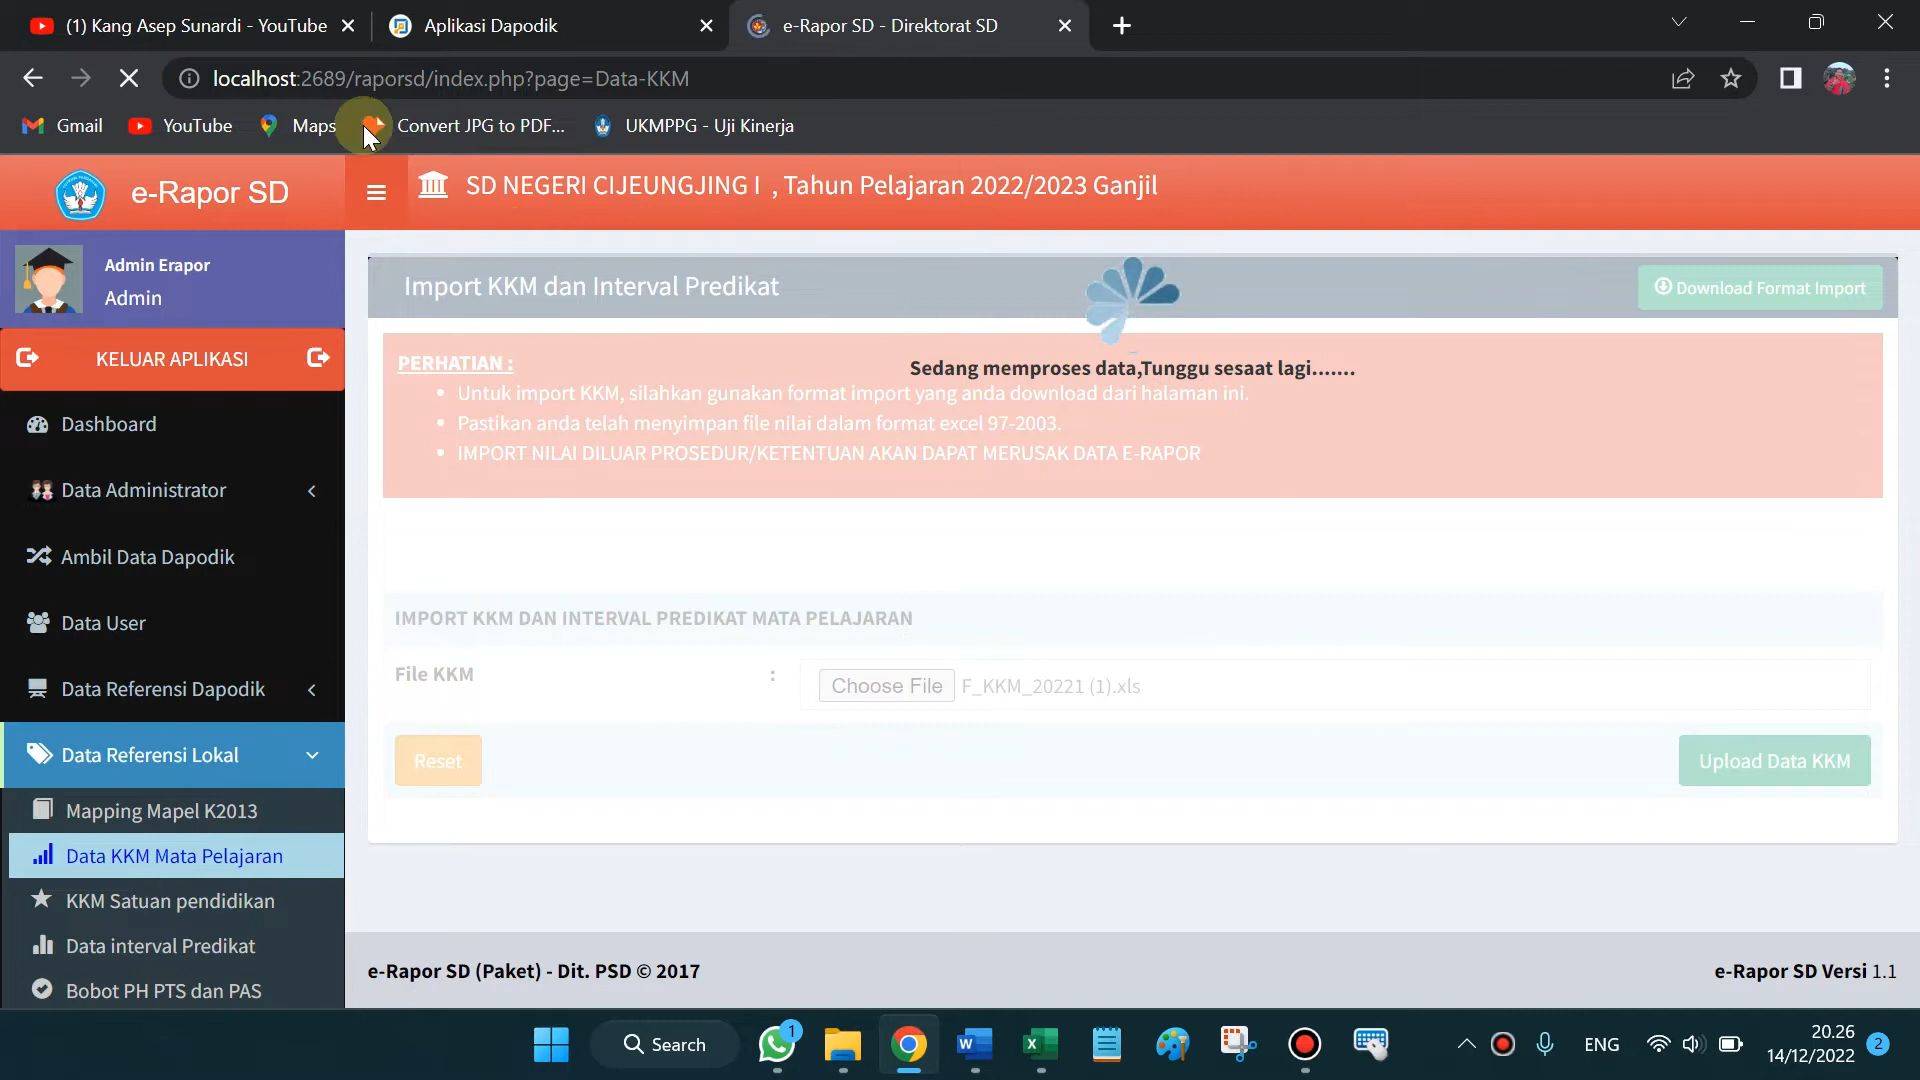 (1) Kang Asep Sunardi - YouTube
Aplikasi Dapodik
e-Rapor SD - Direktorat SD
localhost:2689/raporsd/index.php?page=Data-KKM
Gmail
YouTube
Maps
Convert JPG to PDF...
UKMPPG - Uji Kinerja
e-Rapor SD
SD NEGERI CIJEUNGJING I , Tahun Pelajaran 2022/2023 Ganjil
Admin Erapor
Admin
KELUAR APLIKASI
Dashboard
Data Administrator
Ambil Data Dapodik
Data User
Data Referensi Dapodik
Data Referensi Lokal
Mapping Mapel K2013
Data KKM Mata Pelajaran
KKM Satuan pendidikan
Data interval Predikat
Bobot PH PTS dan PAS
Import KKM dan Interval Predikat
Download Format Import
PERHATIAN :
Sedang memproses data,Tunggu sesaat lagi.......
Untuk import KKM, silahkan gunakan format import yang anda download dari halaman ini.
Pastikan anda telah menyimpan file nilai dalam format excel 97-2003.
IMPORT NILAI DILUAR PROSEDUR/KETENTUAN AKAN DAPAT MERUSAK DATA E-RAPOR
IMPORT KKM DAN INTERVAL PREDIKAT MATA PELAJARAN
File KKM : Choose File F_KKM_20221 (1).xls
Reset
Upload Data KKM
e-Rapor SD (Paket) - Dit. PSD © 2017
e-Rapor SD Versi 1.1
Search
1
ENG
20.26
14/12/2022
2